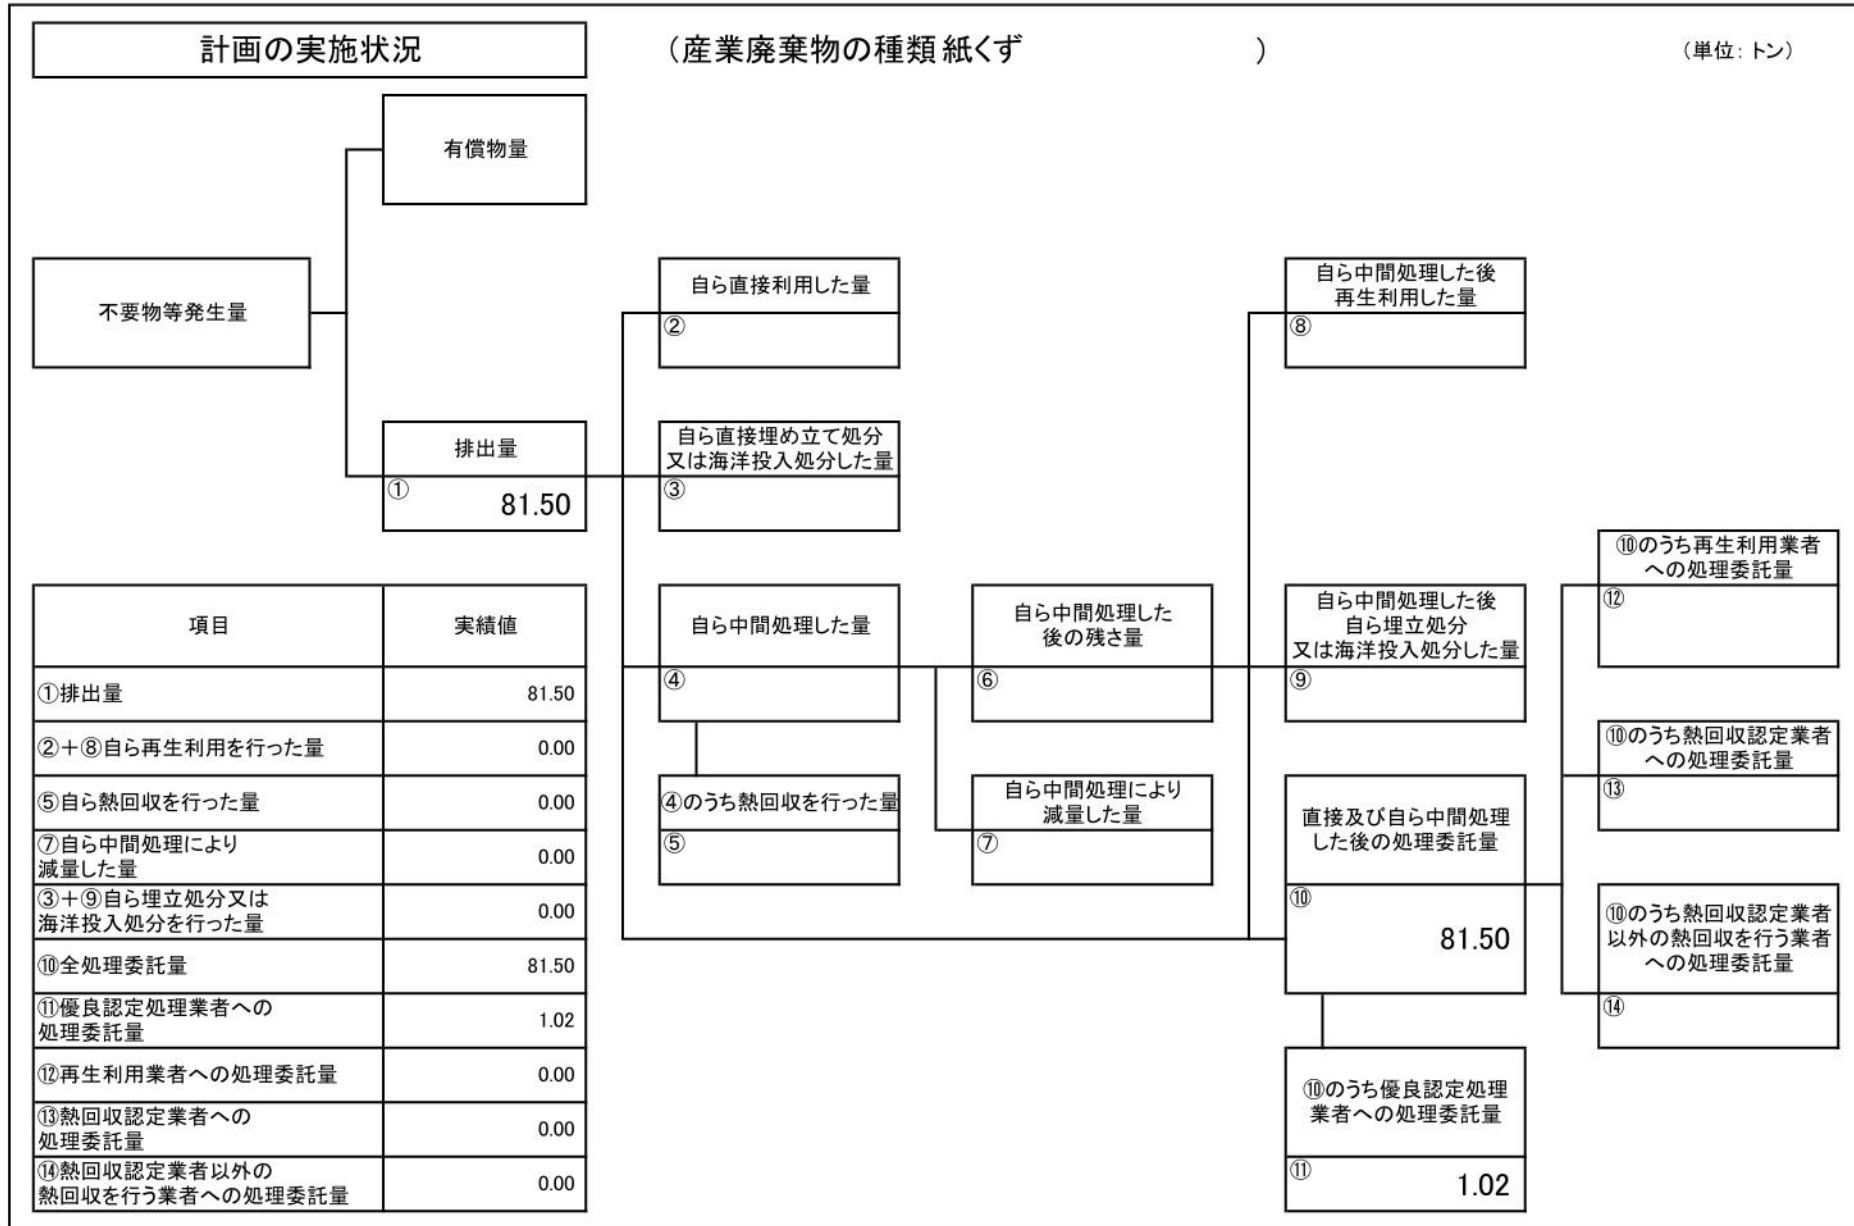 計画の実施状況
（産業廃棄物の種類 紙くず ）
（単位：トン）
有償物量
不要物等発生量
自ら直接利用した量
②
自ら中間処理した後
再生利用した量
⑧
排出量
① 81.50
自ら直接埋め立て処分
又は海洋投入処分した量
③
⑩のうち再生利用業者
への処理委託量
⑫
自ら中間処理した量
④
自ら中間処理した
後の残さ量
⑥
自ら中間処理した後
自ら埋立処分
又は海洋投入処分した量
⑨
⑩のうち熱回収認定業者
への処理委託量
⑬
④のうち熱回収を行った量
⑤
自ら中間処理により
減量した量
⑦
直接及び自ら中間処理
した後の処理委託量
⑩
81.50
⑩のうち熱回収認定業者
以外の熱回収を行う業者
への処理委託量
⑭
⑩のうち優良認定処理
業者への処理委託量
⑪ 1.02
項目 実績値
①排出量 81.50
②＋⑧自ら再生利用を行った量 0.00
⑤自ら熱回収を行った量 0.00
⑦自ら中間処理により
減量した量 0.00
③＋⑨自ら埋立処分又は
海洋投入処分を行った量 0.00
⑩全処理委託量 81.50
⑪優良認定処理業者への
処理委託量 1.02
⑫再生利用業者への処理委託量 0.00
⑬熱回収認定業者への
処理委託量 0.00
⑭熱回収認定業者以外の
熱回収を行う業者への処理委託量 0.00